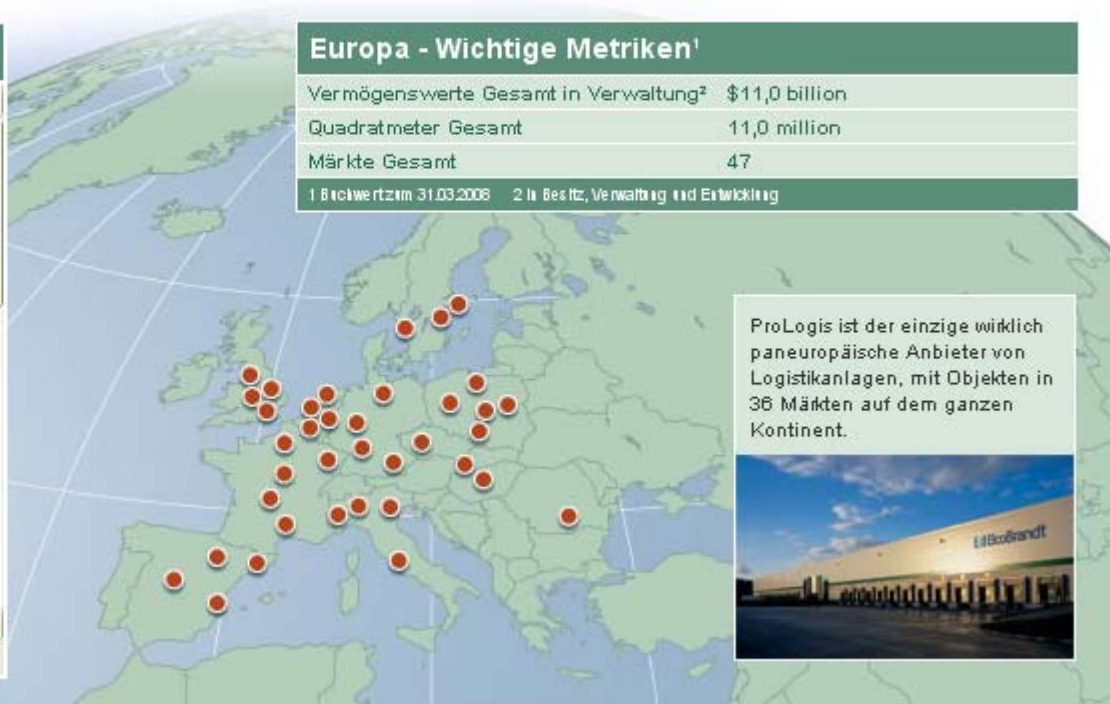 Europa - Wichtige Metriken¹
Vermögenswerte Gesamt in Verwaltung² $11,0 billion
Quadratmeter Gesamt 11,0 million
Märkte Gesamt 47
1 Buchwert zum 31.03.2008 2 In Besitz, Verwaltung und Entwicklung
ProLogis ist der einzige wirklich
paneuropäische Anbieter von
Logistikanlagen, mit Objekten in
36 Märkten auf dem ganzen
Kontinent.